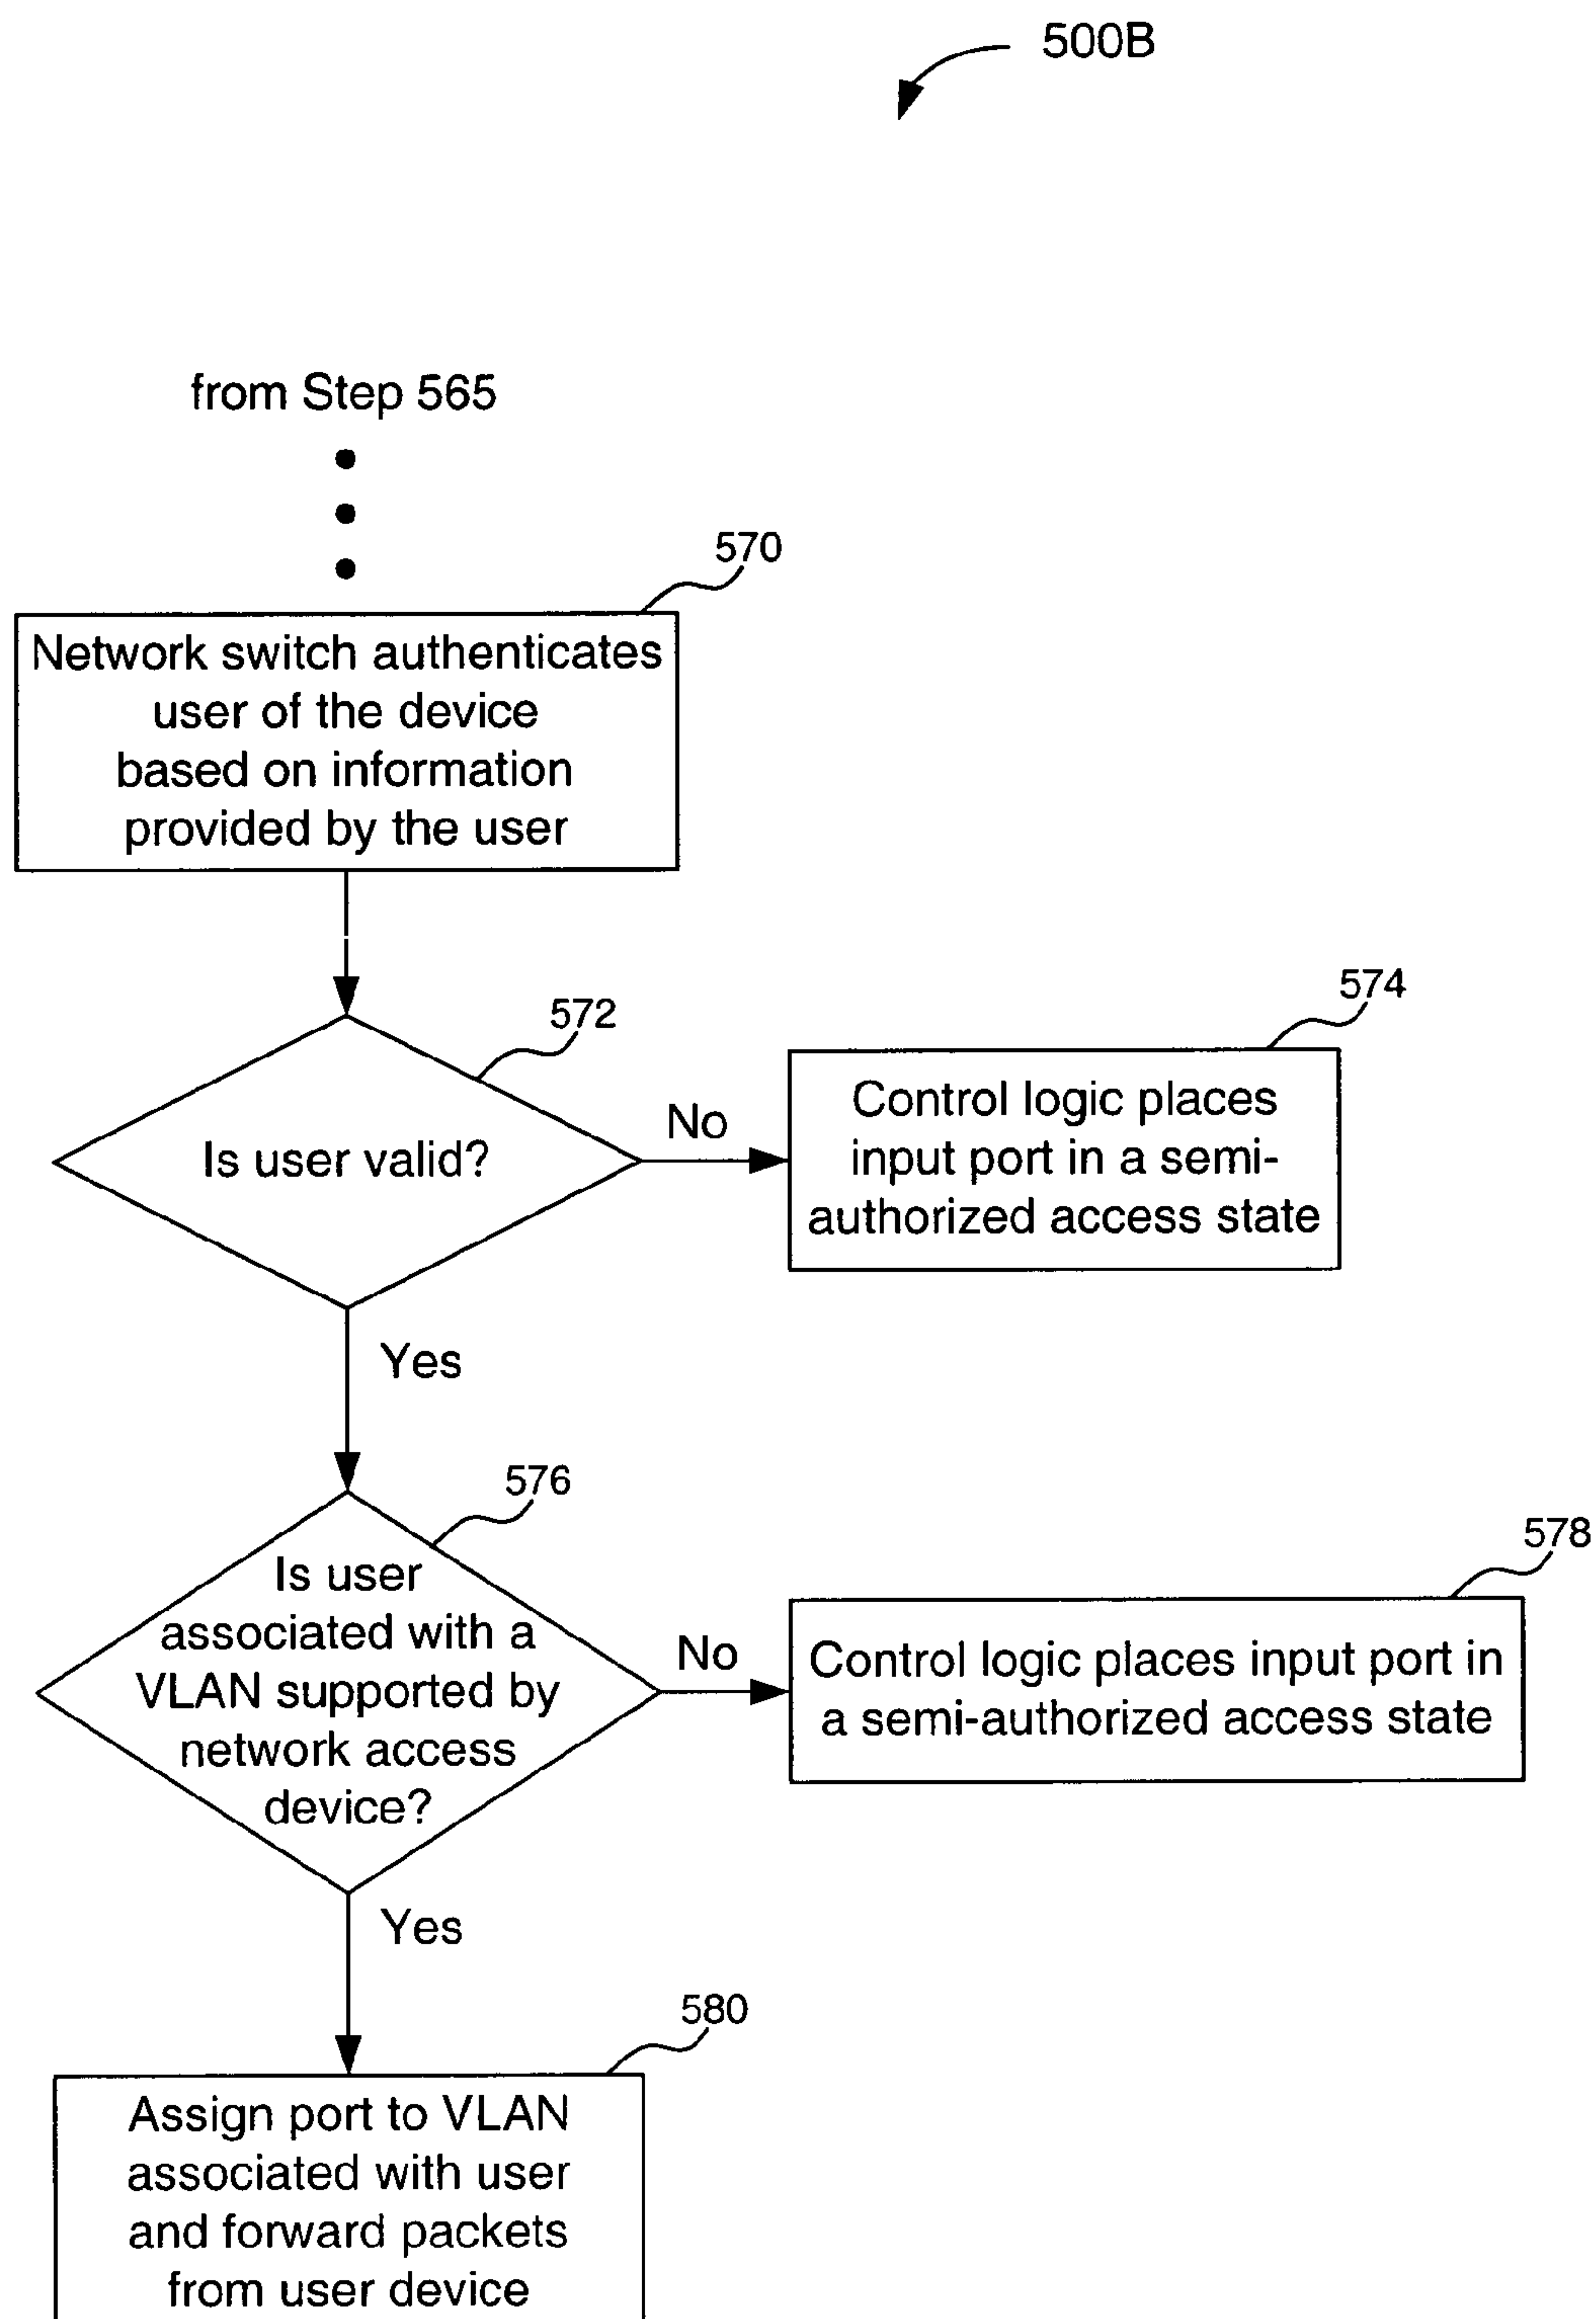 500B
from Step 565
570
Network switch authenticates
user of the device
based on information
provided by the user
572
Is user valid?
No
574
Control logic places
input port in a semi-
authorized access state
Yes
576
Is user
associated with a
VLAN supported by
network access
device?
No
578
Control logic places input port in
a semi-authorized access state
Yes
580
Assign port to VLAN
associated with user
and forward packets
from user device